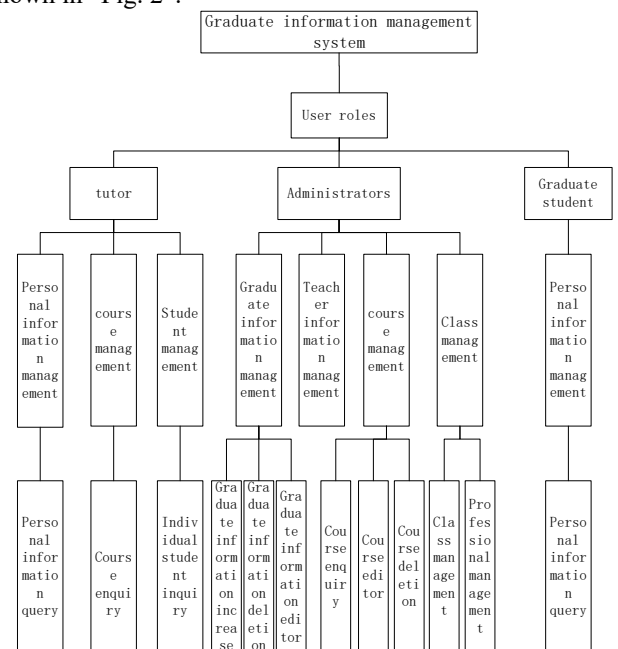 shown in "Fig. 2".
Graduate information management
system
User roles
tutor
Administrators
Graduate
student
Perso
nal
infor
matio
n
manag
ement
cours
e
manag
ement
Stude
nt
manag
ement
Gradu
ate
infor
matio
n
manag
ement
Teach
er
infor
matio
n
manag
ement
cours
e
manag
ement
Class
manag
ement
Perso
nal
infor
matio
n
manag
ement
Perso
nal
infor
matio
n
query
Cours
e
enqui
ry
Indiv
idual
stude
nt
inqui
ry
Gra
dua
te
inf
orm
ati
on
inc
rea
se
Gra
dua
te
inf
orm
ati
on
del
eti
on
Gra
dua
te
inf
orm
ati
on
edi
tor
Cou
rse
enq
uir
y
Cou
rse
edi
tor
Cou
rse
del
eti
on
Cla
ss
man
age
men
t
Pro
fes
sio
nal
man
age
men
t
Perso
nal
infor
matio
n
query